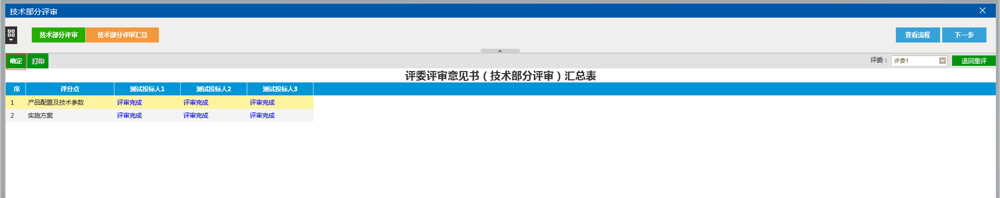 技术部分评审
技术部分评审 技术部分评审汇总 查看流程 下一步
确定 打印 评委： 评委1 退回重评
评委评审意见书（技术部分评审）汇总表
序 评分点 测试投标人1 测试投标人2 测试投标人3
1 产品配置及技术参数 评审完成 评审完成 评审完成
2 实施方案 评审完成 评审完成 评审完成